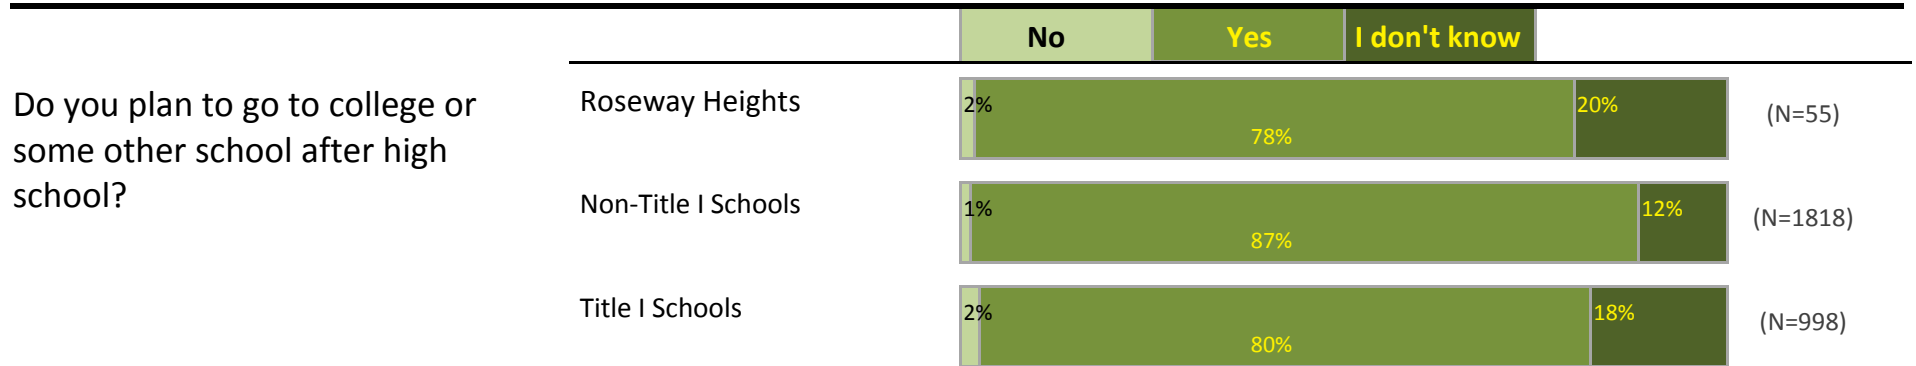 No Yes I don't know
Do you plan to go to college or
some other school after high
school?
Roseway Heights 2% 78% 20% (N=55)
Non-Title I Schools 1% 87% 12% (N=1818)
Title I Schools 2% 80% 18% (N=998)